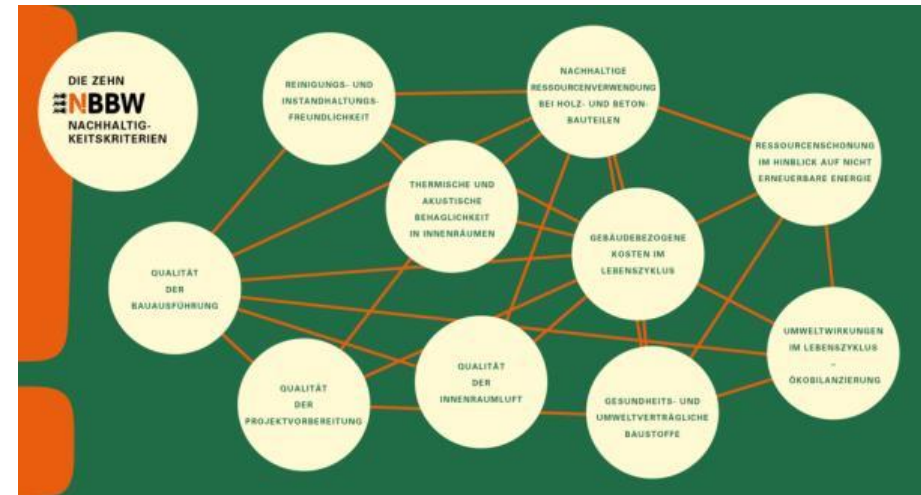 DIE ZEHN
NBBW
NACHHALTIG-
KEITSKRITERIEN
REINIGUNGS- UND
INSTANDHALTUNGS-
FREUNDLICHKEIT
NACHHALTIGE
RESSOURCENVERWENDUNG
BEI HOLZ- UND BETON-
BAUTEILEN
RESSOURCENSCHONUNG
IM HINBLICK AUF NICHT
ERNEUERBARE ENERGIE
THERMISCHE UND
AKUSTISCHE
BEHAGLICHKEIT
IN INNENRÄUMEN
GEBÄUDEBEZOGENE
KOSTEN IM
LEBENSZYKLUS
QUALITÄT
DER
BAUAUSFÜHRUNG
UMWELTWIRKUNGEN
IM LEBENSZYKLUS
–
ÖKOBILANZIERUNG
QUALITÄT
DER
PROJEKTVORBEREITUNG
QUALITÄT
DER
INNENRAUMLUFT
GESUNDHEITS- UND
UMWELTVERTRÄGLICHE
BAUSTOFFE